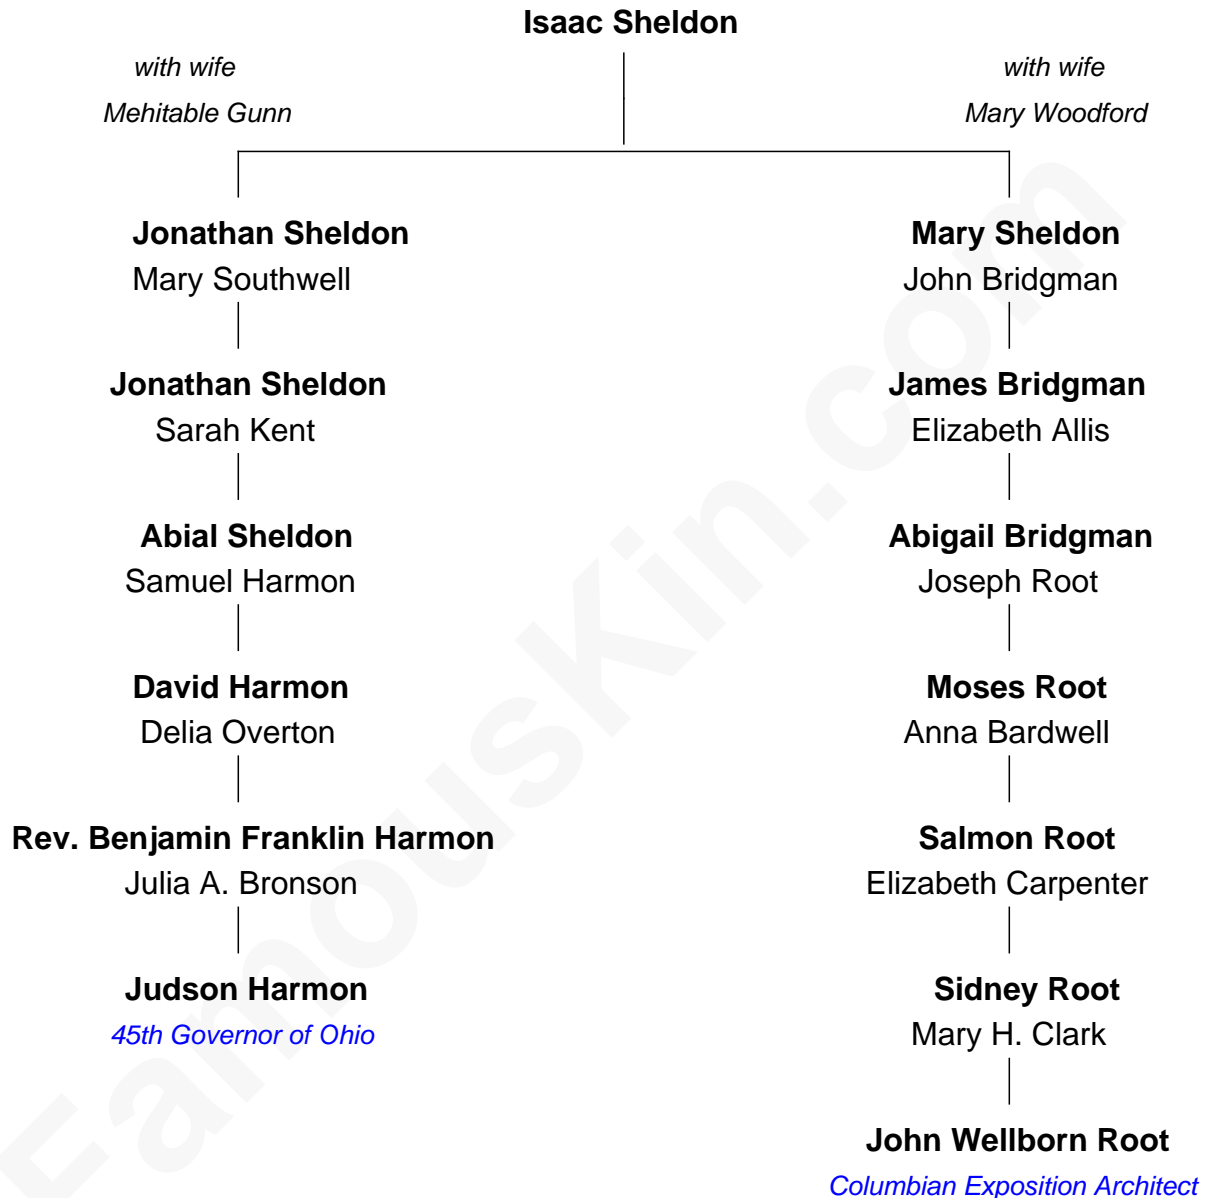 Isaac Sheldon
with wife
Mehitable Gunn
with wife
Mary Woodford
Jonathan Sheldon
Mary Southwell
Mary Sheldon
John Bridgman
Jonathan Sheldon
Sarah Kent
James Bridgman
Elizabeth Allis
Abial Sheldon
Samuel Harmon
Abigail Bridgman
Joseph Root
David Harmon
Delia Overton
Moses Root
Anna Bardwell
Rev. Benjamin Franklin Harmon
Julia A. Bronson
Salmon Root
Elizabeth Carpenter
Judson Harmon
45th Governor of Ohio
Sidney Root
Mary H. Clark
John Wellborn Root
Columbian Exposition Architect
FamousKin.com